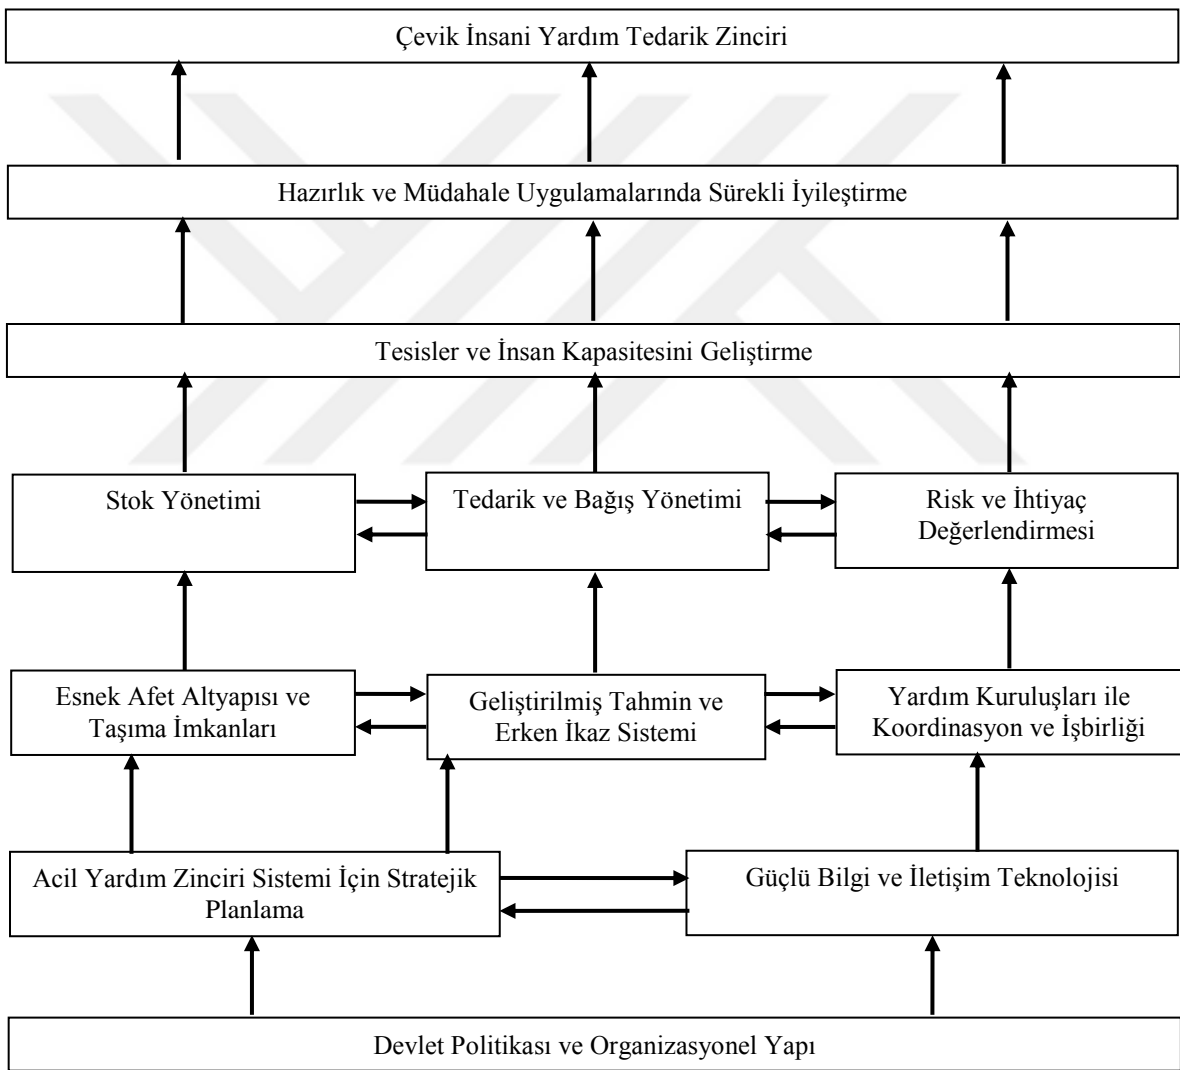 Çevik İnsani Yardım Tedarik Zinciri
Hazırlık ve Müdahale Uygulamalarında Sürekli İyileştirme
Tesisler ve İnsan Kapasitesini Geliştirme
Stok Yönetimi
Tedarik ve Bağış Yönetimi
Risk ve İhtiyaç
Değerlendirmesi
Esnek Afet Altyapısı ve
Taşıma İmkanları
Geliştirilmiş Tahmin ve
Erken İkaz Sistemi
Yardım Kuruluşları ile
Koordinasyon ve İşbirliği
Acil Yardım Zinciri Sistemi İçin Stratejik
Planlama
Güçlü Bilgi ve İletişim Teknolojisi
Devlet Politikası ve Organizasyonel Yapı